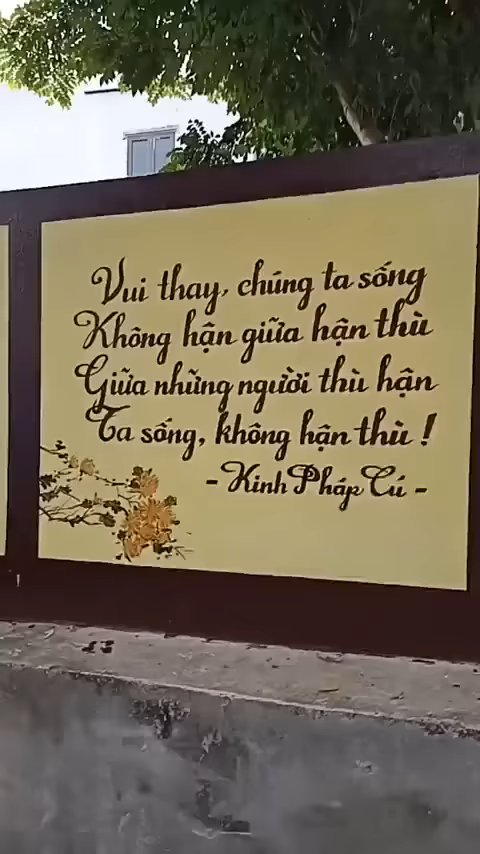 Vui thay, chúng ta sống
Không hận giữa hận thù
Giữa những người thù hận
Ta sống, không hận thù !
- Kinh Pháp Cú -